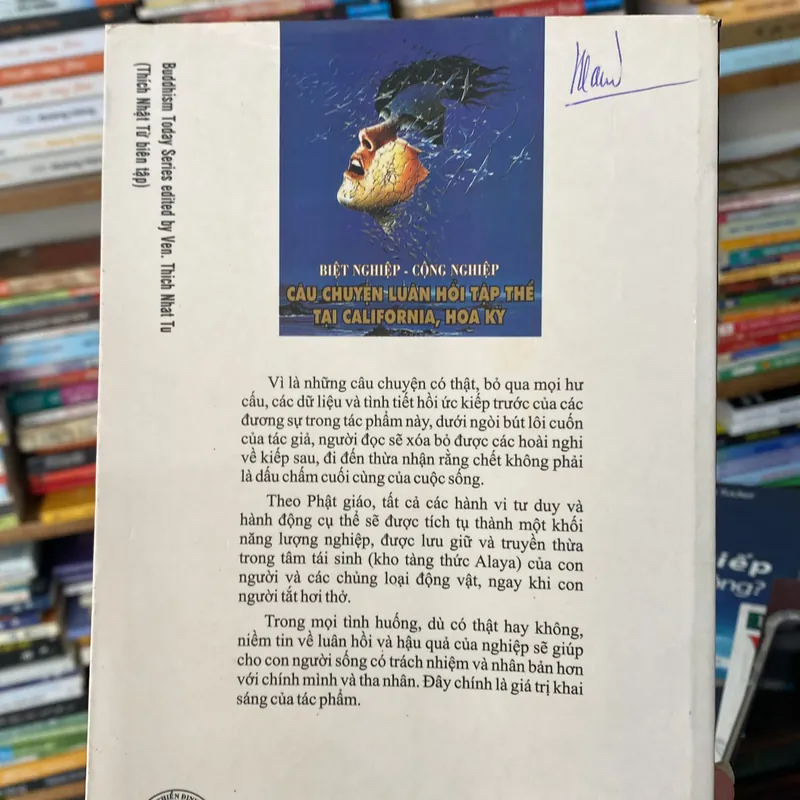 Buddhism Today Series edited by Ven. Thich Nhat Tu
(Thích Nhật Từ biên tập)
BIỆT NGHIỆP - CỘNG NGHIỆP
CÂU CHUYỆN LUÂN HỒI TẬP THỂ
TẠI CALIFORNIA, HOA KỲ
Vì là những câu chuyện có thật, bỏ qua mọi hư
cấu, các dữ liệu và tình tiết hồi ức kiếp trước của các
đương sự trong tác phẩm này, dưới ngòi bút lôi cuốn
của tác giả, người đọc sẽ xóa bỏ được các hoài nghi
về kiếp sau, đi đến thừa nhận rằng chết không phải
là dấu chấm cuối cùng của cuộc sống.
Theo Phật giáo, tất cả các hành vi tư duy và
hành động cụ thể sẽ được tích tụ thành một khối
năng lượng nghiệp, được lưu giữ và truyền thừa
trong tâm tái sinh (kho tàng thức Alaya) của con
người và các chủng loại động vật, ngay khi con
người tắt hơi thở.
Trong mọi tình huống, dù có thật hay không,
niềm tin về luân hồi và hậu quả của nghiệp sẽ giúp
cho con người sống có trách nhiệm và nhân bản hơn
với chính mình và tha nhân. Đây chính là giá trị khai
sáng của tác phẩm.